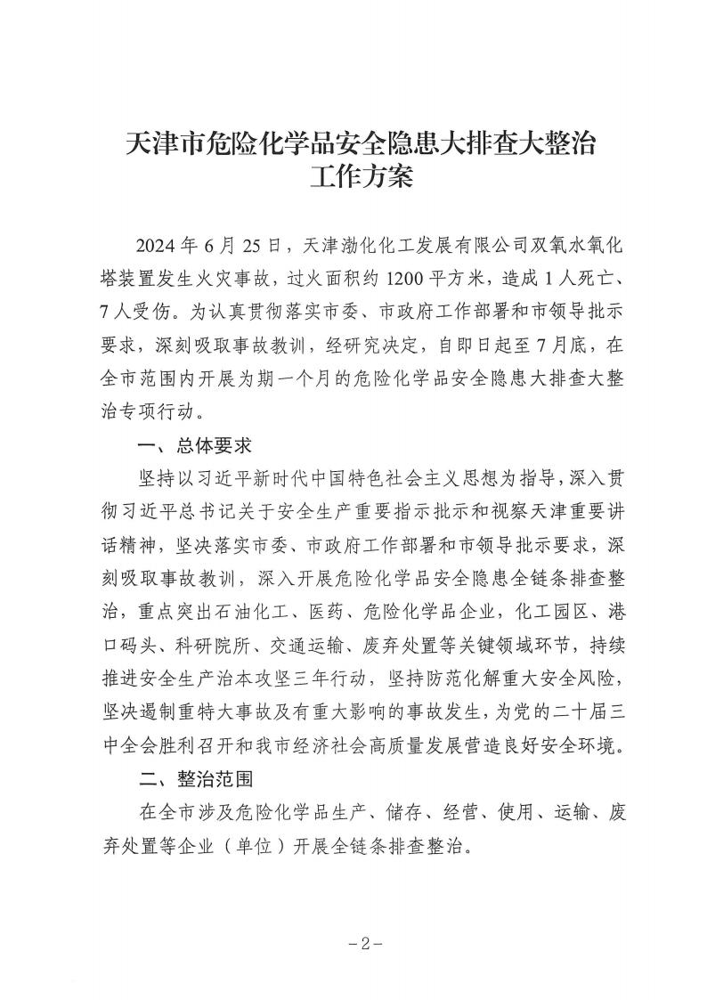 天津市危险化学品安全隐患大排查大整治
工作方案
2024 年 6 月 25 日，天津渤化化工发展有限公司双氧水氧化
塔装置发生火灾事故，过火面积约 1200 平方米，造成 1 人死亡、
7 人受伤。为认真贯彻落实市委、市政府工作部署和市领导批示
要求，深刻吸取事故教训，经研究决定，自即日起至 7 月底，在
全市范围内开展为期一个月的危险化学品安全隐患大排查大整
治专项行动。
一、总体要求
坚持以习近平新时代中国特色社会主义思想为指导，深入贯
彻习近平总书记关于安全生产重要指示批示和视察天津重要讲
话精神，坚决落实市委、市政府工作部署和市领导批示要求，深
刻吸取事故教训，深入开展危险化学品安全隐患全链条排查整
治，重点突出石油化工、医药、危险化学品企业，化工园区、港
口码头、科研院所、交通运输、废弃处置等关键领域环节，持续
推进安全生产治本攻坚三年行动，坚持防范化解重大安全风险，
坚决遏制重特大事故及有重大影响的事故发生，为党的二十届三
中全会胜利召开和我市经济社会高质量发展营造良好安全环境。
二、整治范围
在全市涉及危险化学品生产、储存、经营、使用、运输、废
弃处置等企业（单位）开展全链条排查整治。
－2－